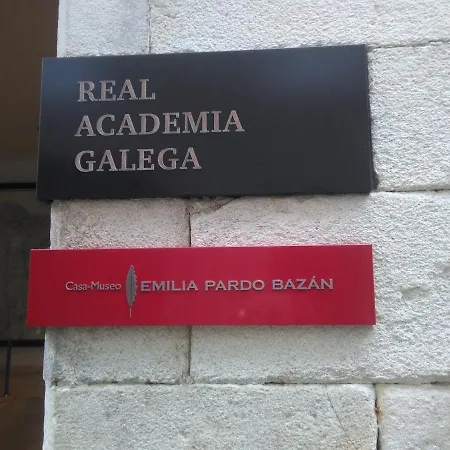 REAL
ACADEMIA
GALEGA
Casa-Museo EMILIA PARDO BAZÁN